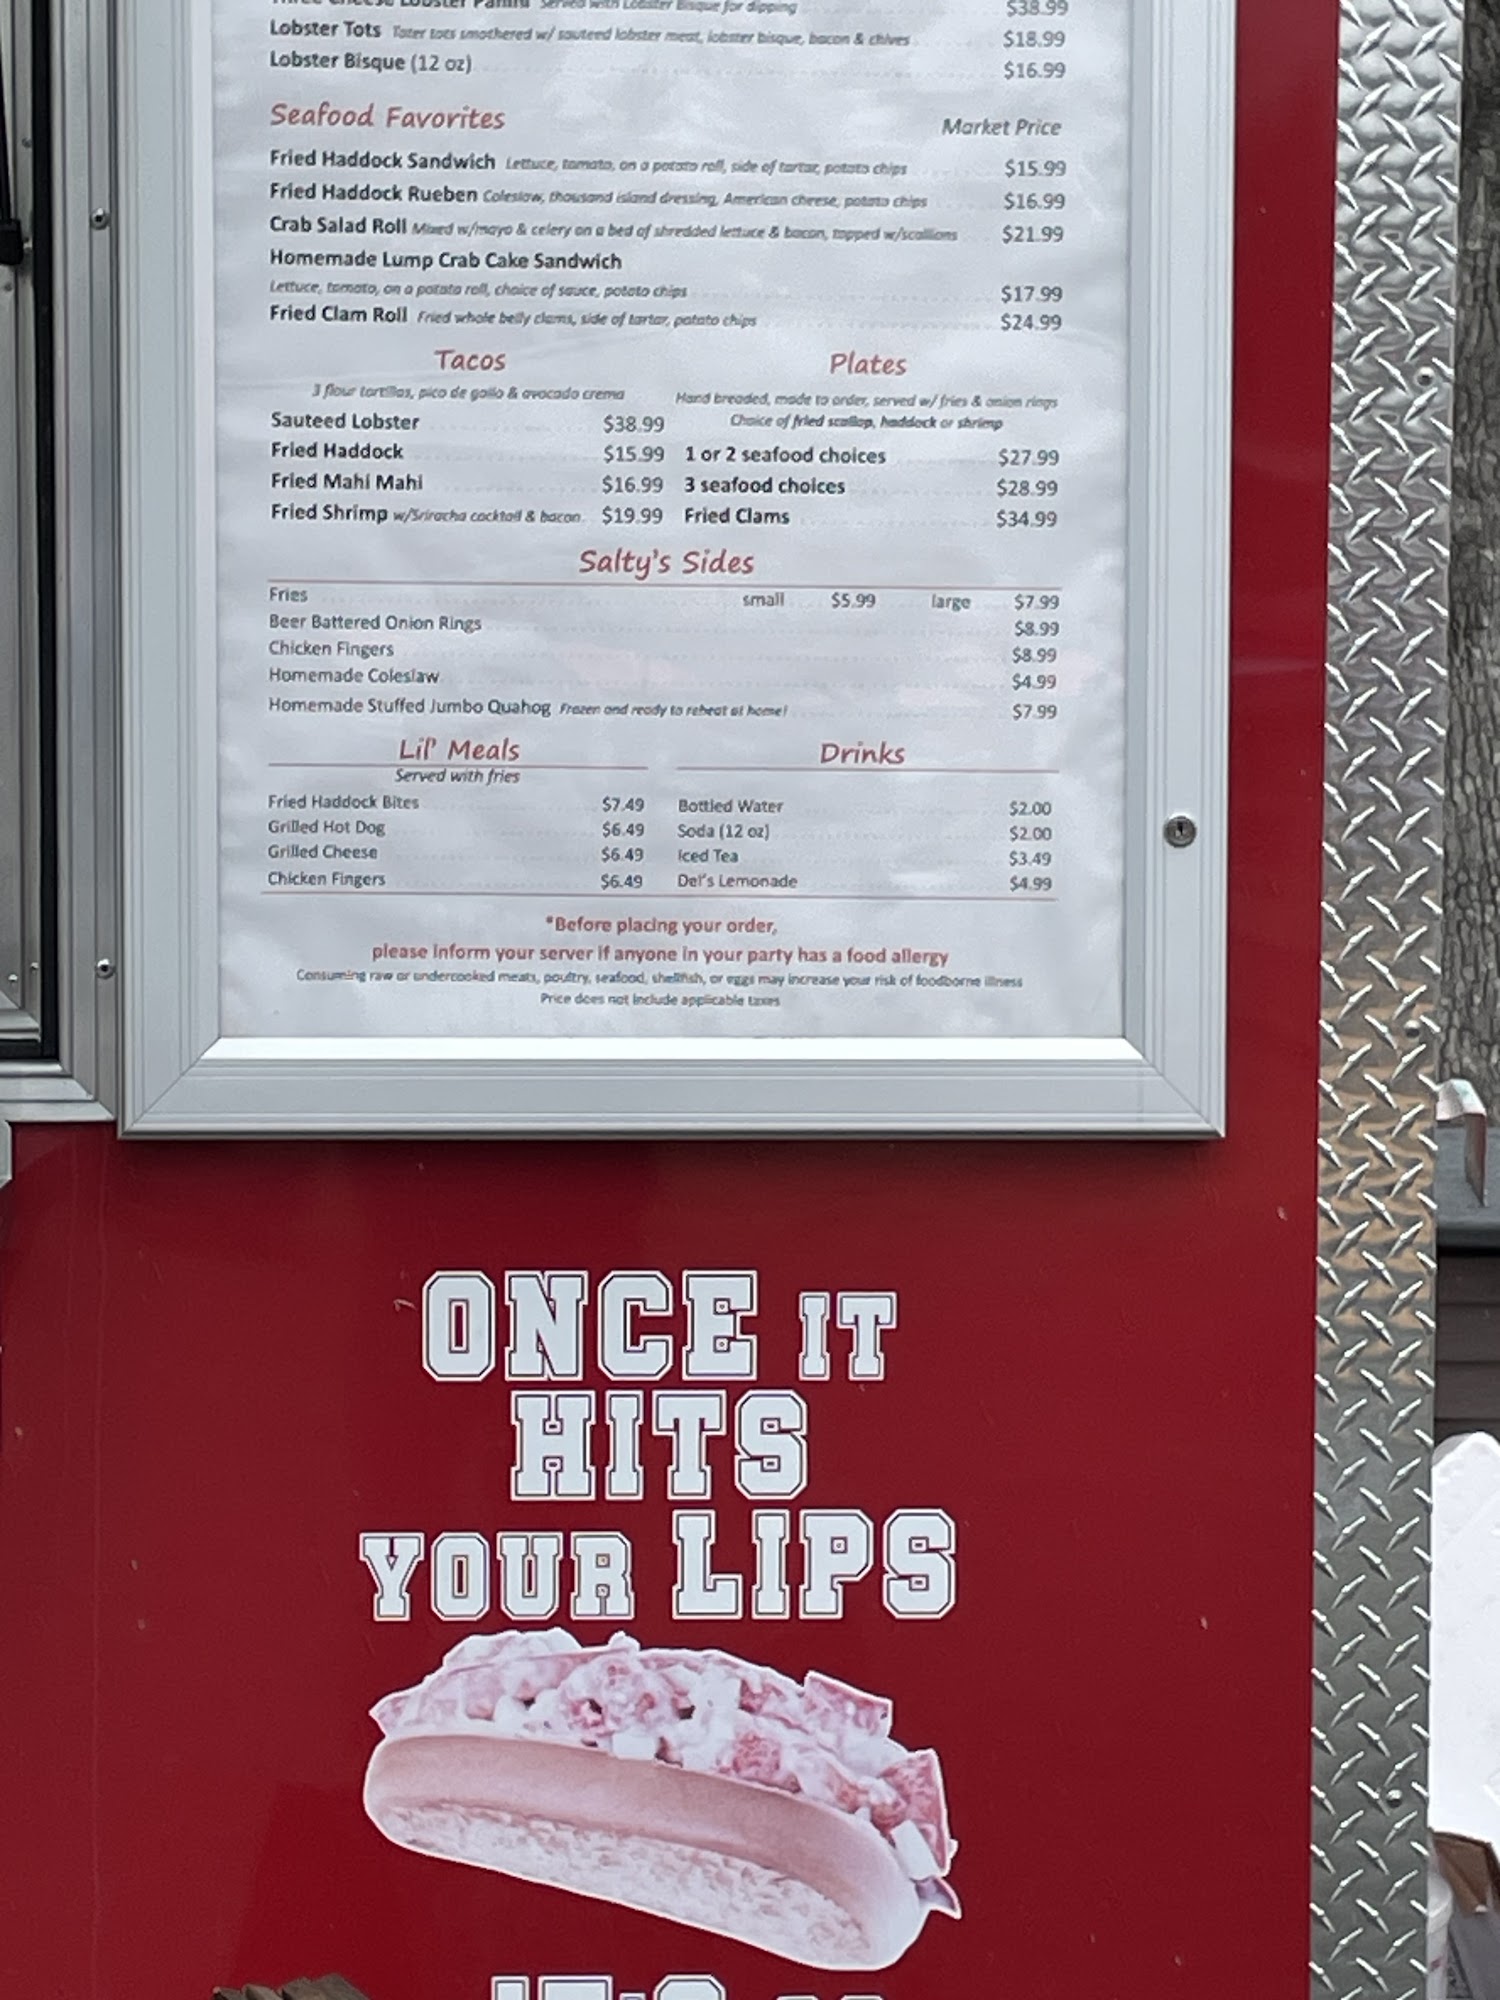 Three Cheese Lobster Panini Served with Lobster Bisque for dipping $38.99
Lobster Tots Tater tots smothered w/ sauteed lobster meat, lobster bisque, bacon & chives $18.99
Lobster Bisque (12 oz) $16.99
Seafood Favorites Market Price
Fried Haddock Sandwich Lettuce, tomato, on a potato roll, side of tartar, potato chips $15.99
Fried Haddock Rueben Coleslaw, thousand island dressing, American cheese, potato chips $16.99
Crab Salad Roll Mixed w/mayo & celery on a bed of shredded lettuce & bacon, topped w/scallions $21.99
Homemade Lump Crab Cake Sandwich
Lettuce, tomato, on a potato roll, choice of sauce, potato chips $17.99
Fried Clam Roll Fried whole belly clams, side of tartar, potato chips $24.99
Tacos
3 flour tortillas, pico de gallo & avocado crema
Sauteed Lobster $38.99
Fried Haddock $15.99
Fried Mahi Mahi $16.99
Fried Shrimp w/Sriracha cocktail & bacon $19.99
Plates
Hand breaded, made to order, served w/ fries & onion rings
Choice of fried scallop, haddock or shrimp
1 or 2 seafood choices $27.99
3 seafood choices $28.99
Fried Clams $34.99
Salty's Sides
Fries small $5.99 large $7.99
Beer Battered Onion Rings $8.99
Chicken Fingers $8.99
Homemade Coleslaw $4.99
Homemade Stuffed Jumbo Quahog Frozen and ready to reheat at home! $7.99
Lil' Meals
Served with fries
Fried Haddock Bites $7.49
Grilled Hot Dog $6.49
Grilled Cheese $6.49
Chicken Fingers $6.49
Drinks
Bottled Water $2.00
Soda (12 oz) $2.00
Iced Tea $3.49
Del's Lemonade $4.99
*Before placing your order,
please inform your server if anyone in your party has a food allergy
Consuming raw or undercooked meats, poultry, seafood, shellfish, or eggs may increase your risk of foodborne illness
Price does not include applicable taxes
ONCE IT
HITS
YOUR LIPS
IT'S